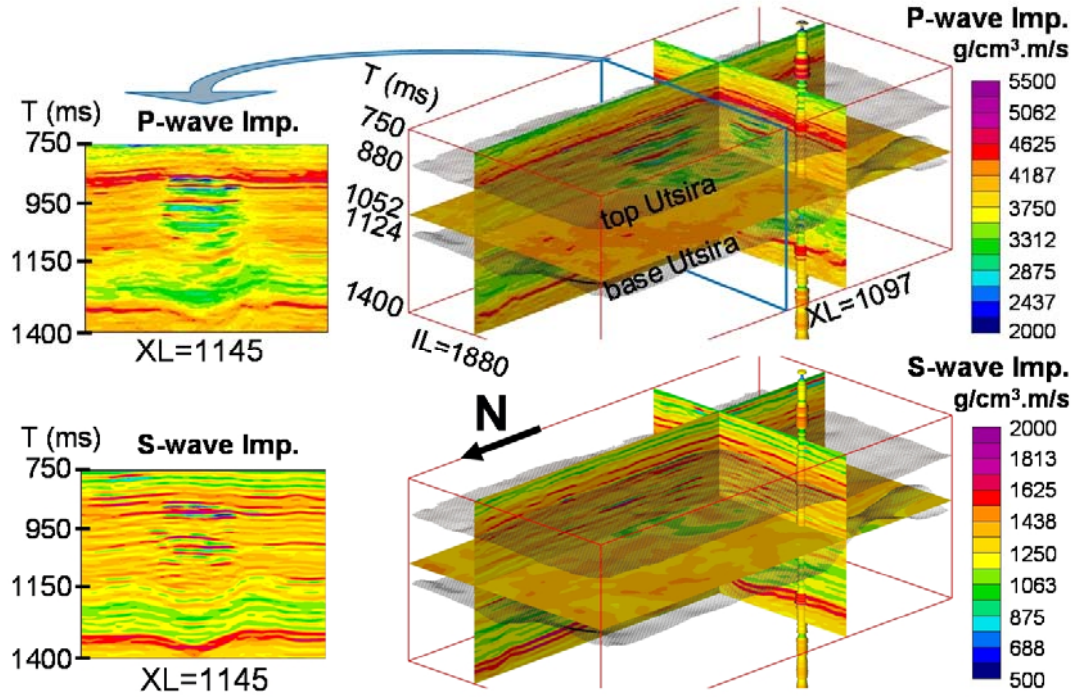 P-wave Imp.
g/cm³.m/s
5500
5062
4625
4187
3750
3312
2875
2437
2000
T (ms)
P-wave Imp.
750
950
1150
1400
XL=1145
T (ms)
750
880
1052
1124
1400
top Utsira
base Utsira
IL=1880
XL=1097
S-wave Imp.
g/cm³.m/s
2000
1813
1625
1438
1250
1063
875
688
500
N
T (ms)
S-wave Imp.
750
950
1150
1400
XL=1145